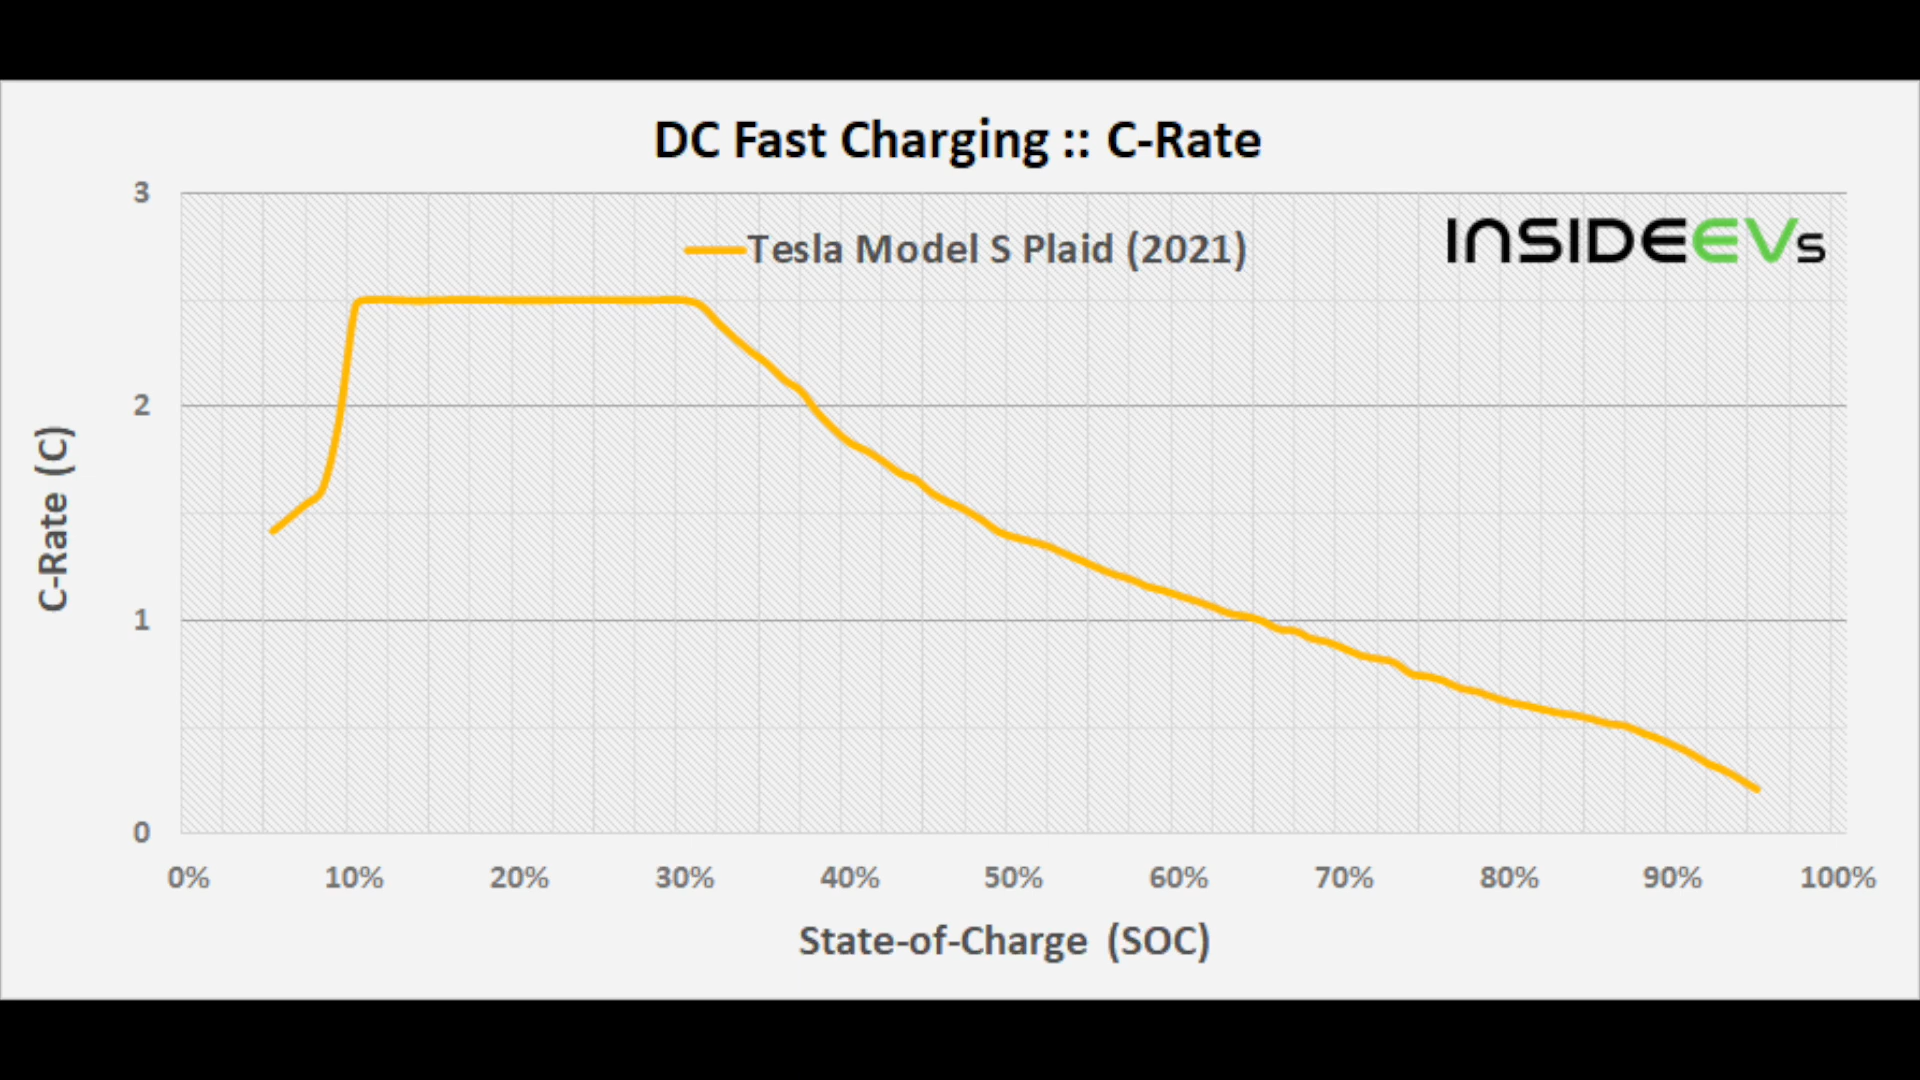 DC Fast Charging :: C-Rate
Tesla Model S Plaid (2021)
INSIDEEVs
C-Rate (C)
3
2
1
0
0% 10% 20% 30% 40% 50% 60% 70% 80% 90% 100%
State-of-Charge (SOC)